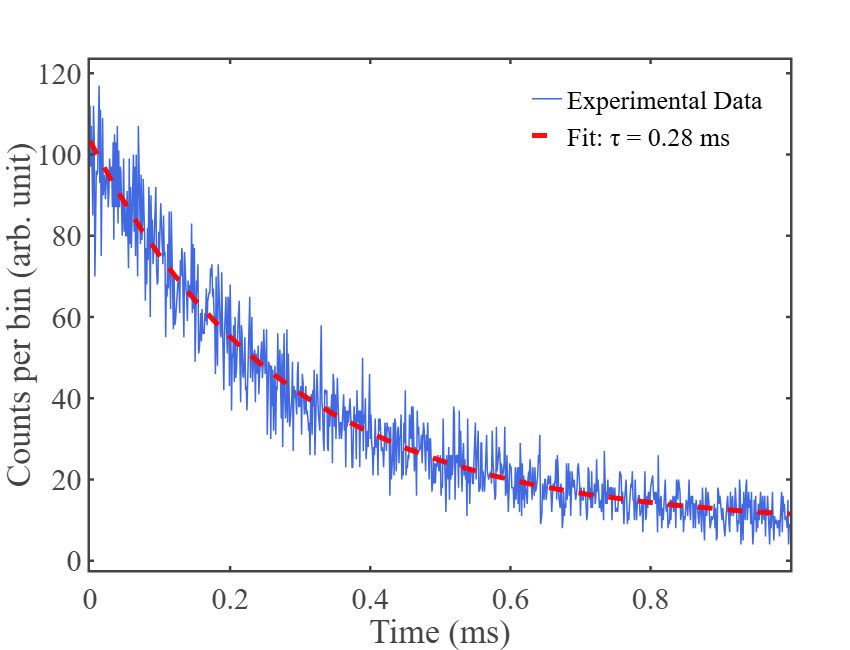 120
100
80
60
40
20
0
Counts per bin (arb. unit)
Experimental Data
Fit: τ = 0.28 ms
0 0.2 0.4 0.6 0.8
Time (ms)